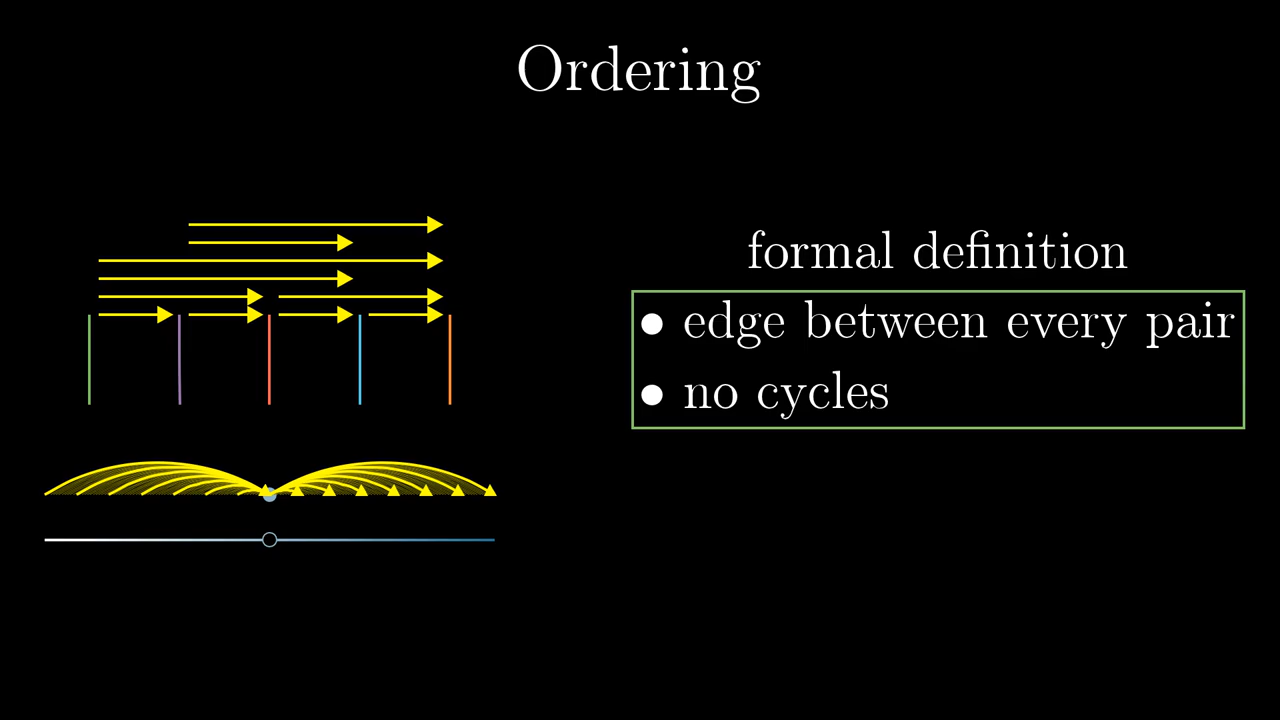 Ordering
formal definition
• edge between every pair
• no cycles